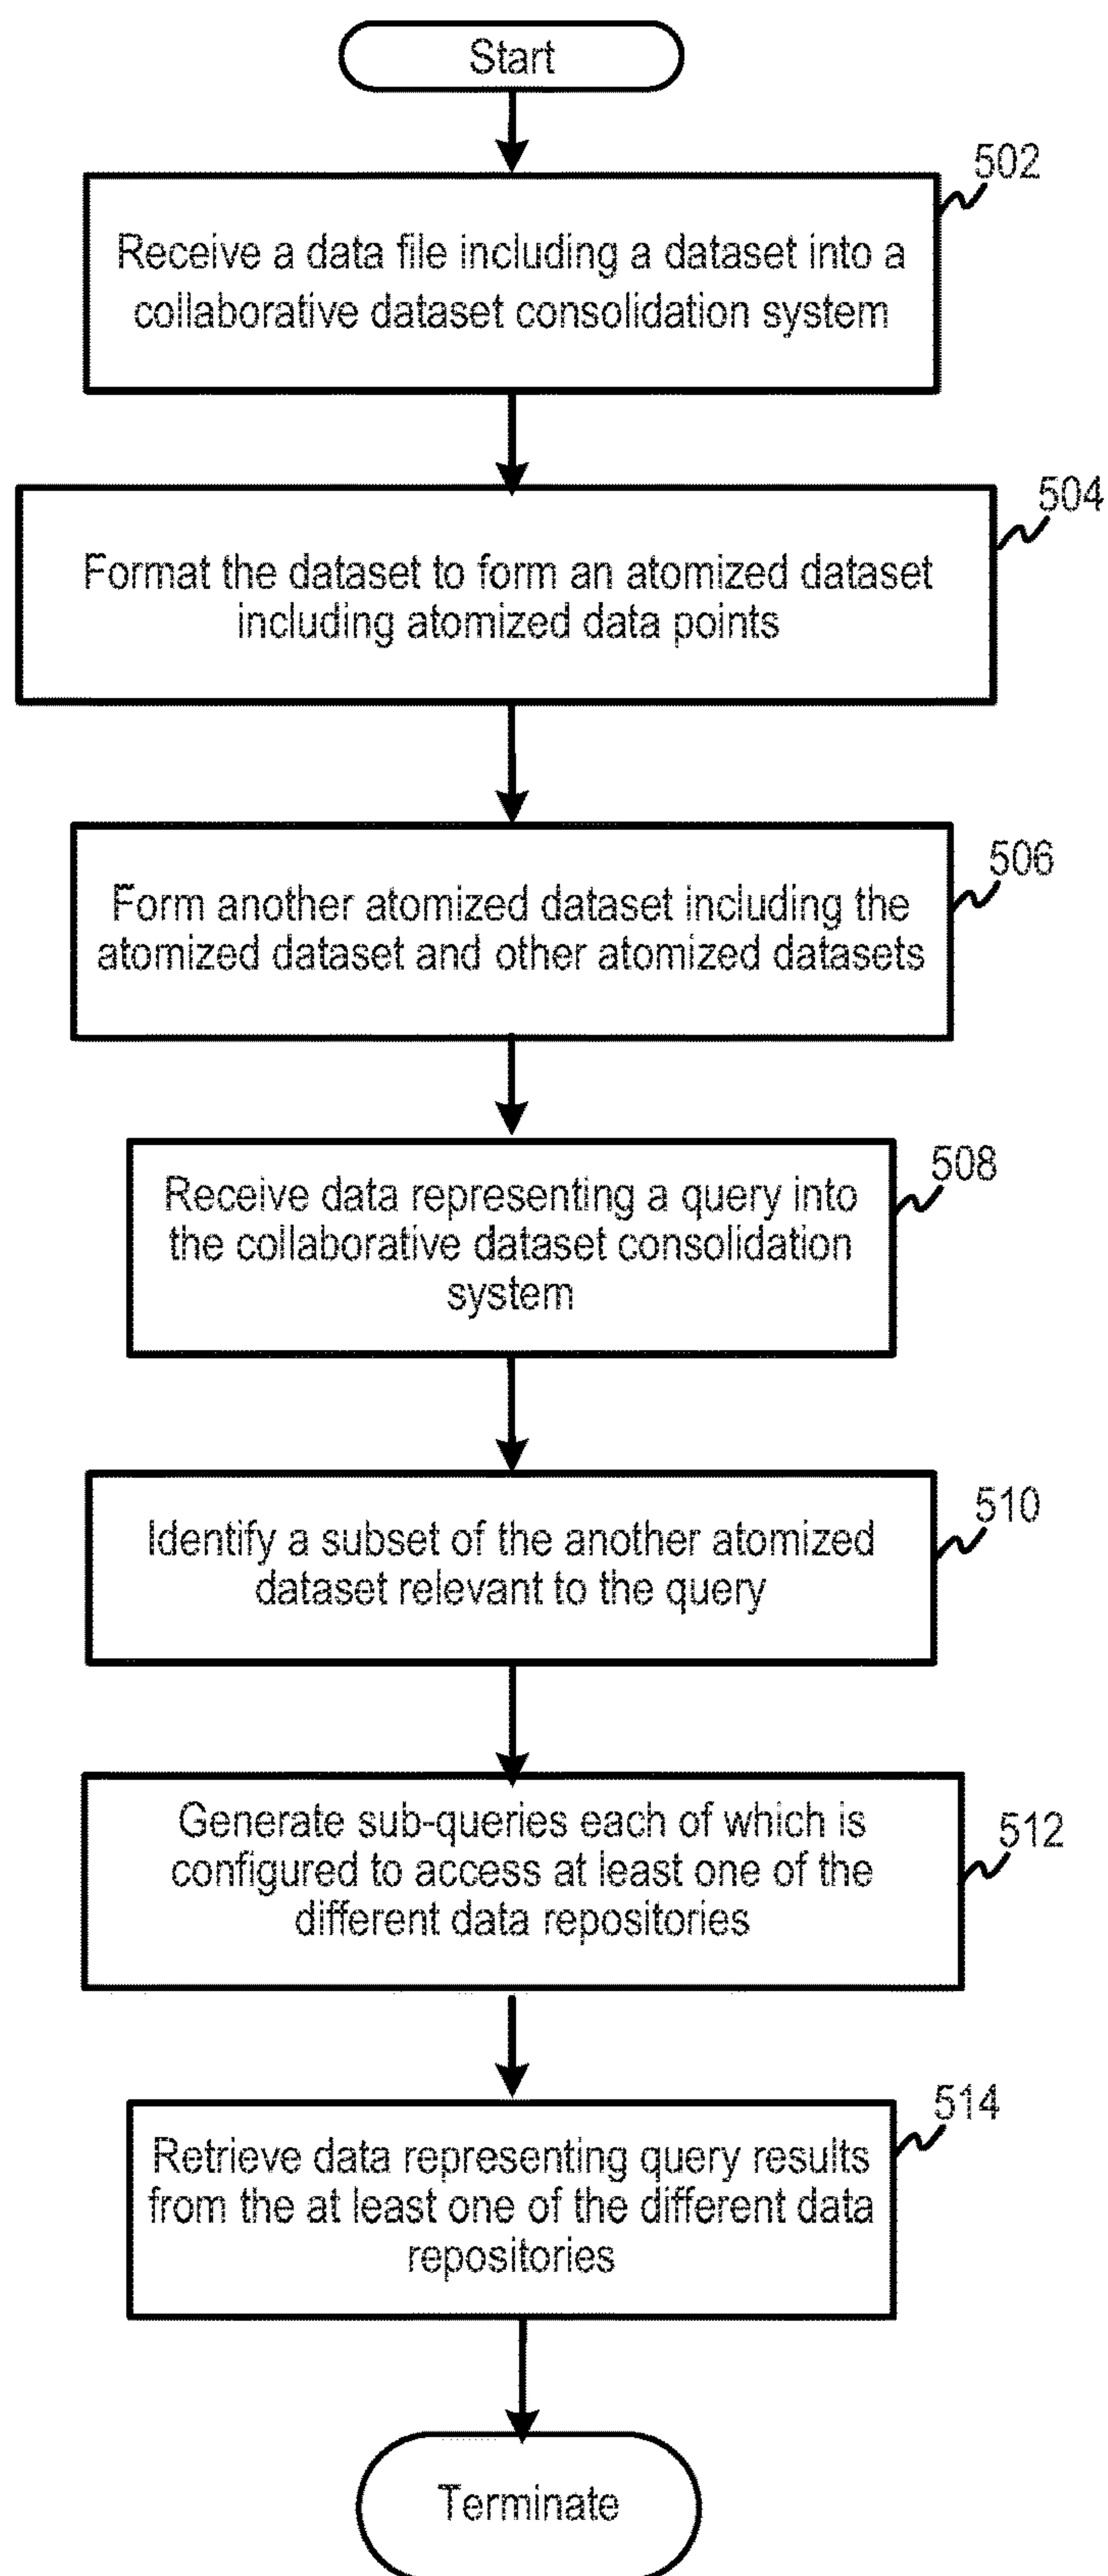 Start
502
Receive a data file including a dataset into a
collaborative dataset consolidation system
504
Format the dataset to form an atomized dataset
including atomized data points
506
Form another atomized dataset including the
atomized dataset and other atomized datasets
508
Receive data representing a query into
the collaborative dataset consolidation
system
510
Identify a subset of the another atomized
dataset relevant to the query
512
Generate sub-queries each of which is
configured to access at least one of the
different data repositories
514
Retrieve data representing query results
from the at least one of the different data
repositories
Terminate